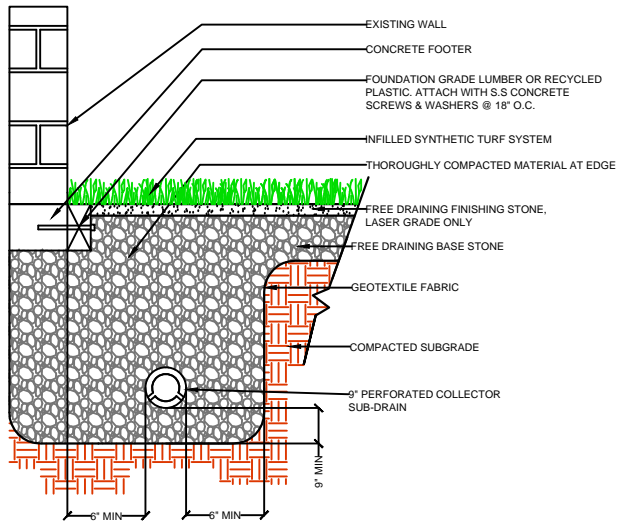 EXISTING WALL
CONCRETE FOOTER
FOUNDATION GRADE LUMBER OR RECYCLED
PLASTIC. ATTACH WITH S.S CONCRETE
SCREWS & WASHERS @ 18" O.C.
INFILLED SYNTHETIC TURF SYSTEM
THOROUGHLY COMPACTED MATERIAL AT EDGE
FREE DRAINING FINISHING STONE,
LASER GRADE ONLY
FREE DRAINING BASE STONE
GEOTEXTILE FABRIC
COMPACTED SUBGRADE
9" PERFORATED COLLECTOR
SUB-DRAIN
9" MIN
6" MIN
6" MIN